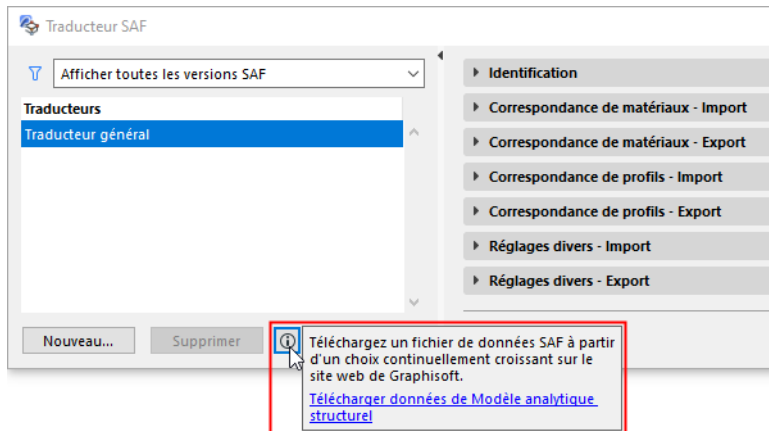 Traducteur SAF
Afficher toutes les versions SAF
Traducteurs
Traducteur général
Identification
Correspondance de matériaux - Import
Correspondance de matériaux - Export
Correspondance de profils - Import
Correspondance de profils - Export
Réglages divers - Import
Réglages divers - Export
Nouveau...
Supprimer
Téléchargez un fichier de données SAF à partir
d'un choix continuellement croissant sur le
site web de Graphisoft.
Télécharger données de Modèle analytique
structurel